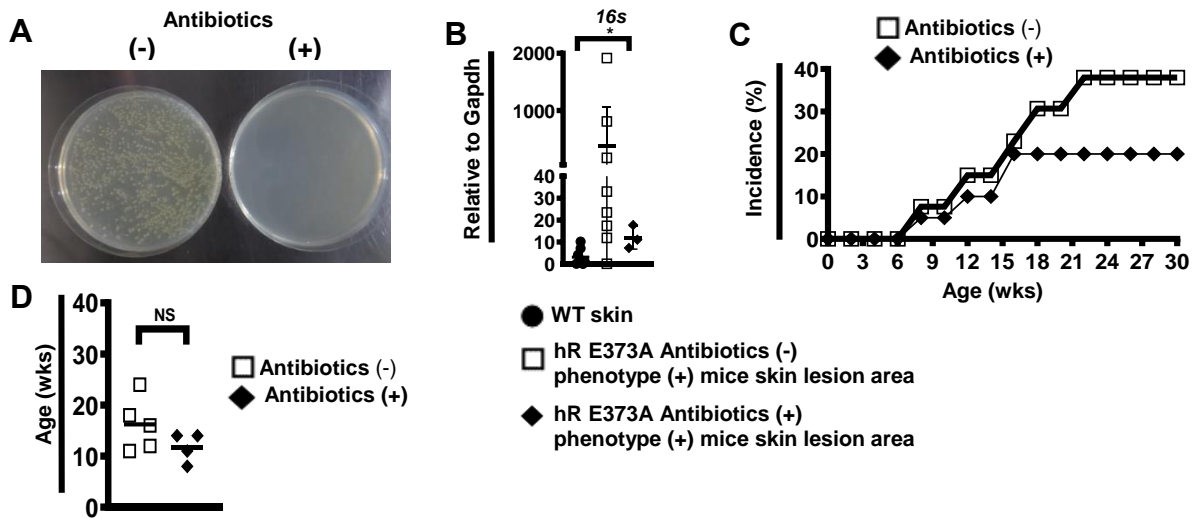 A
Antibiotics
(-)
(+)
B
16s
*
Relative to Gapdh
2000
1000
40
30
20
10
0
C
Antibiotics (-)
Antibiotics (+)
Incidence (%)
40
30
20
10
0
0 3 6 9 12 15 18 21 24 27 30
Age (wks)
WT skin
hR E373A Antibiotics (-)
phenotype (+) mice skin lesion area
hR E373A Antibiotics (+)
phenotype (+) mice skin lesion area
D
NS
Age (wks)
40
30
20
10
0
Antibiotics (-)
Antibiotics (+)